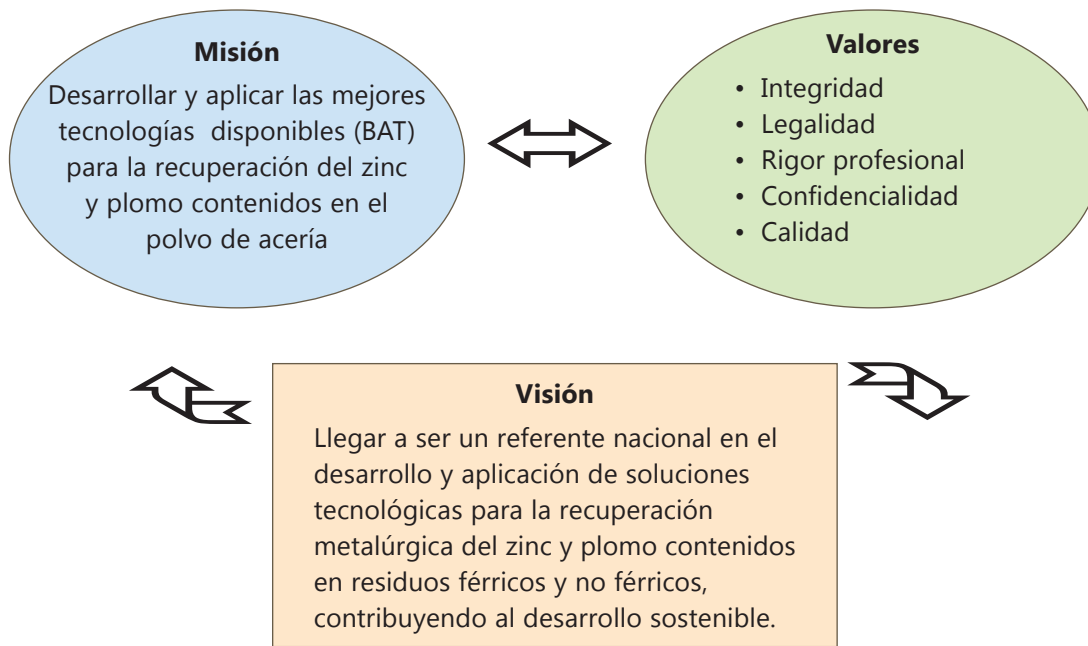 Misión
Desarrollar y aplicar las mejores
tecnologías disponibles (BAT)
para la recuperación del zinc
y plomo contenidos en el
polvo de acería
Valores
• Integridad
• Legalidad
• Rigor profesional
• Confidencialidad
• Calidad
Visión
Llegar a ser un referente nacional en el
desarrollo y aplicación de soluciones
tecnológicas para la recuperación
metalúrgica del zinc y plomo contenidos
en residuos férricos y no férricos,
contribuyendo al desarrollo sostenible.